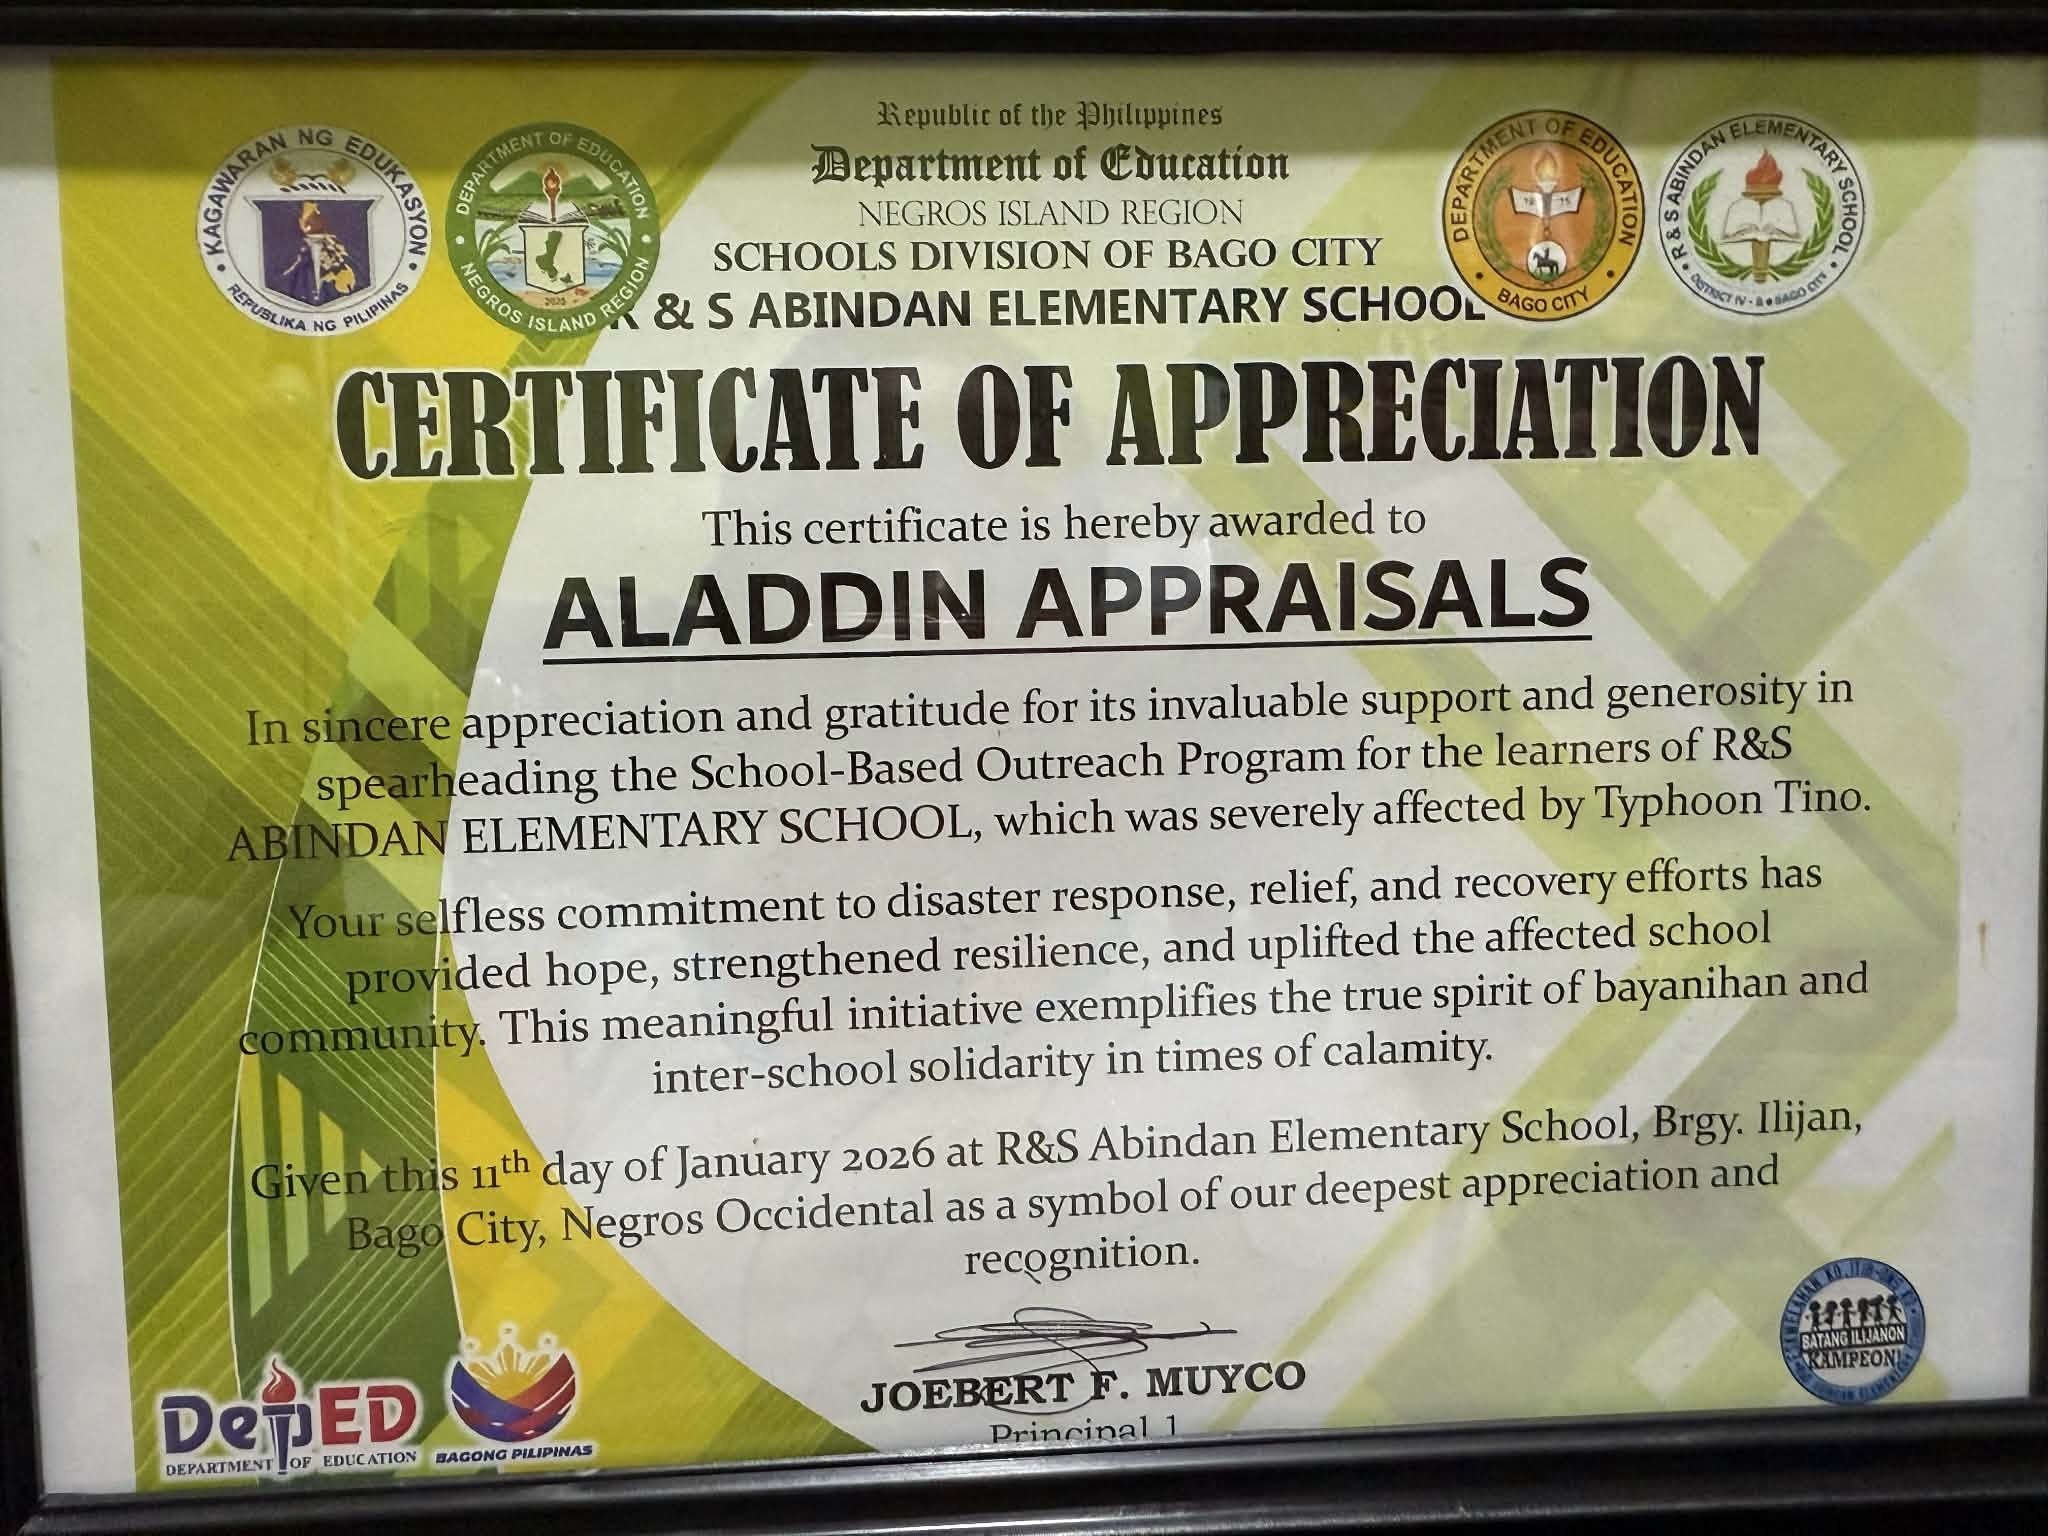 Republic of the Philippines
Department of Education
NEGROS ISLAND REGION
SCHOOLS DIVISION OF BAGO CITY
R & S ABINDAN ELEMENTARY SCHOOL
KAGAWARAN NG EDUKASYON
REPUBLIKA NG PILIPINAS
DEPARTMENT OF EDUCATION
NEGROS ISLAND REGION
DEPARTMENT OF EDUCATION
BAGO CITY
R & S ABINDAN ELEMENTARY SCHOOL
DISTRICT IV - B BAGO CITY
CERTIFICATE OF APPRECIATION
This certificate is hereby awarded to
ALADDIN APPRAISALS
In sincere appreciation and gratitude for its invaluable support and generosity in
spearheading the School-Based Outreach Program for the learners of R&S
ABINDAN ELEMENTARY SCHOOL, which was severely affected by Typhoon Tino.
Your selfless commitment to disaster response, relief, and recovery efforts has
provided hope, strengthened resilience, and uplifted the affected school
community. This meaningful initiative exemplifies the true spirit of bayanihan and
inter-school solidarity in times of calamity.
Given this 11th day of January 2026 at R&S Abindan Elementary School, Brgy. Ilijan,
Bago City, Negros Occidental as a symbol of our deepest appreciation and
recognition.
JOEBERT F. MUYCO
Principal 1
DepED
DEPARTMENT OF EDUCATION
BAGONG PILIPINAS
BATANG ILIJANON
KAMPEON!